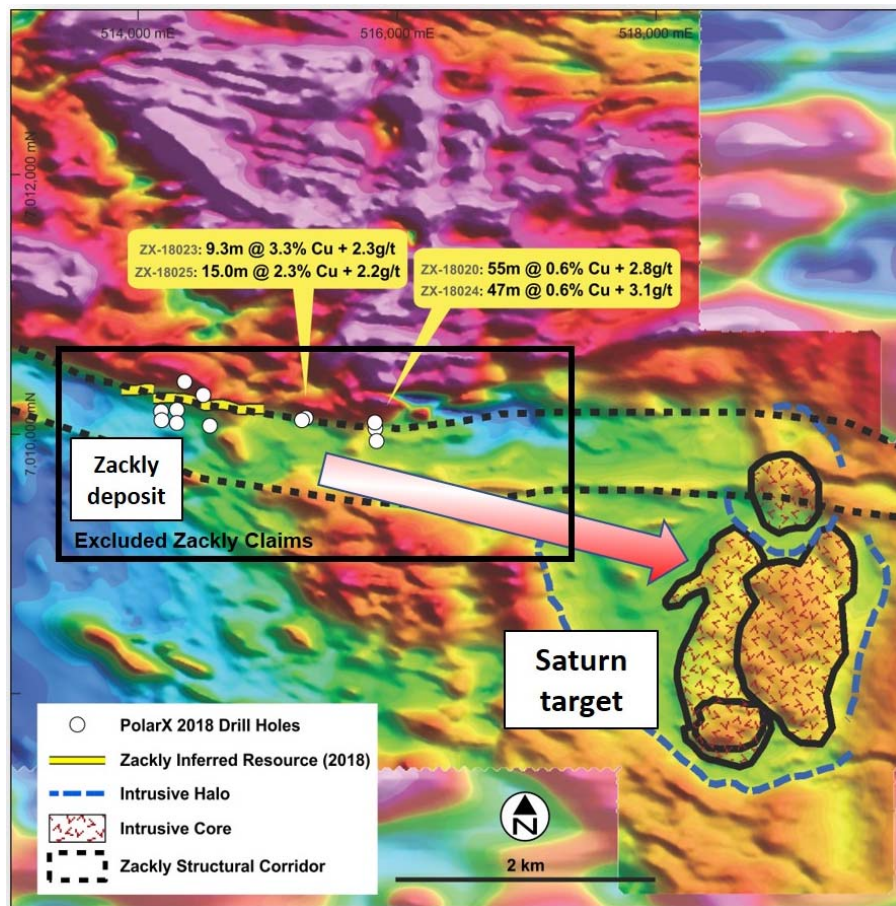 514,000 mE
516,000 mE
518,000 mE
7,012,000 mN
ZX-18023: 9.3m @ 3.3% Cu + 2.3g/t
ZX-18025: 15.0m @ 2.3% Cu + 2.2g/t
ZX-18020: 55m @ 0.6% Cu + 2.8g/t
ZX-18024: 47m @ 0.6% Cu + 3.1g/t
7,010,000 mN
Zackly
deposit
Excluded Zackly Claims
Saturn
target
PolarX 2018 Drill Holes
Zackly Inferred Resource (2018)
Intrusive Halo
Intrusive Core
Zackly Structural Corridor
N
2 km